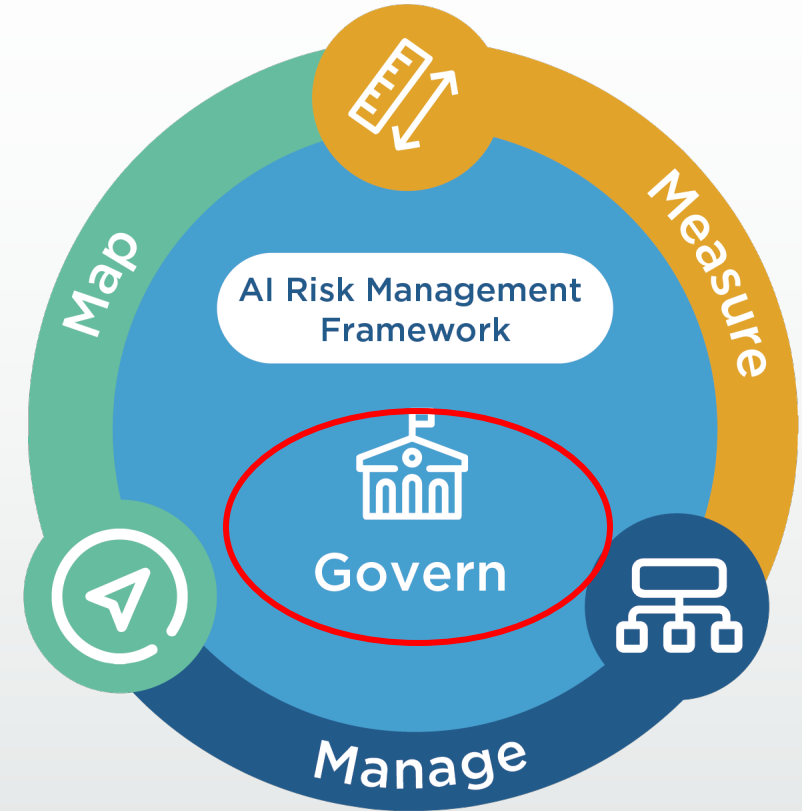 Map
Measure
AI Risk Management
Framework
Govern
Manage